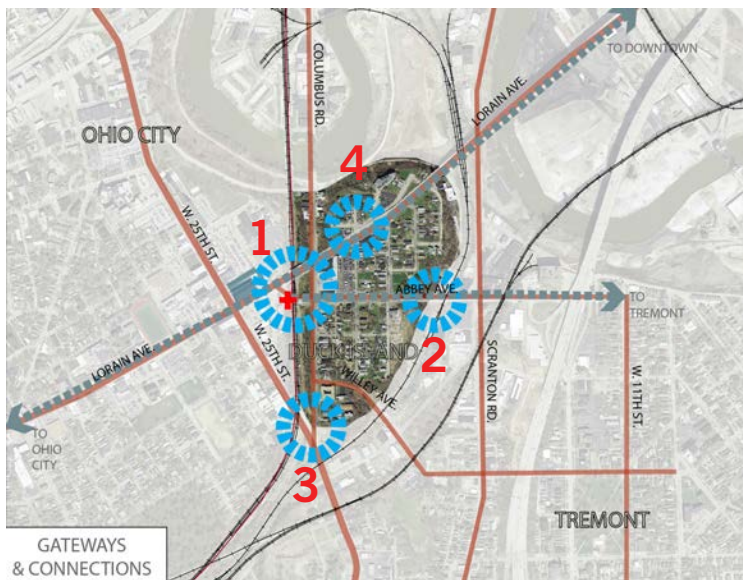 TO DOWNTOWN
COLUMBUS RD.
LORAIN AVE.
OHIO CITY
4
W. 25TH ST.
1
ABBEY AVE.
TO
TREMONT
DUCK ISLAND
2
W. 25TH ST.
LORAIN AVE.
WILLEY AVE.
SCRANTON RD.
W. 11TH ST.
TO
OHIO
CITY
3
TREMONT
GATEWAYS
& CONNECTIONS